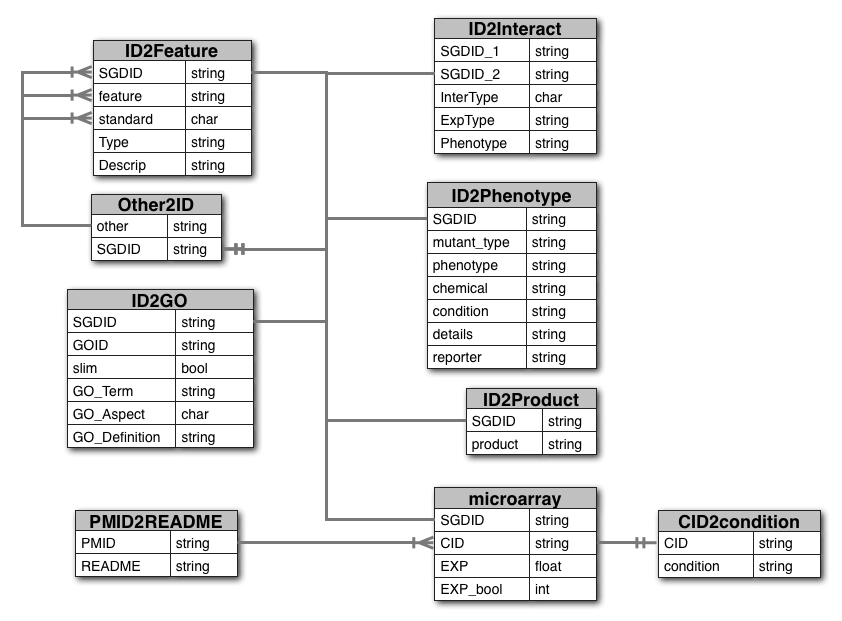 ID2Feature
SGDID string
feature string
standard char
Type string
Descrip string
Other2ID
other string
SGDID string
ID2GO
SGDID string
GOID string
slim bool
GO_Term string
GO_Aspect char
GO_Definition string
PMID2README
PMID string
README string
ID2Interact
SGDID_1 string
SGDID_2 string
InterType char
ExpType string
Phenotype string
ID2Phenotype
SGDID string
mutant_type string
phenotype string
chemical string
condition string
details string
reporter string
ID2Product
SGDID string
product string
microarray
SGDID string
CID string
EXP float
EXP_bool int
CID2condition
CID string
condition string